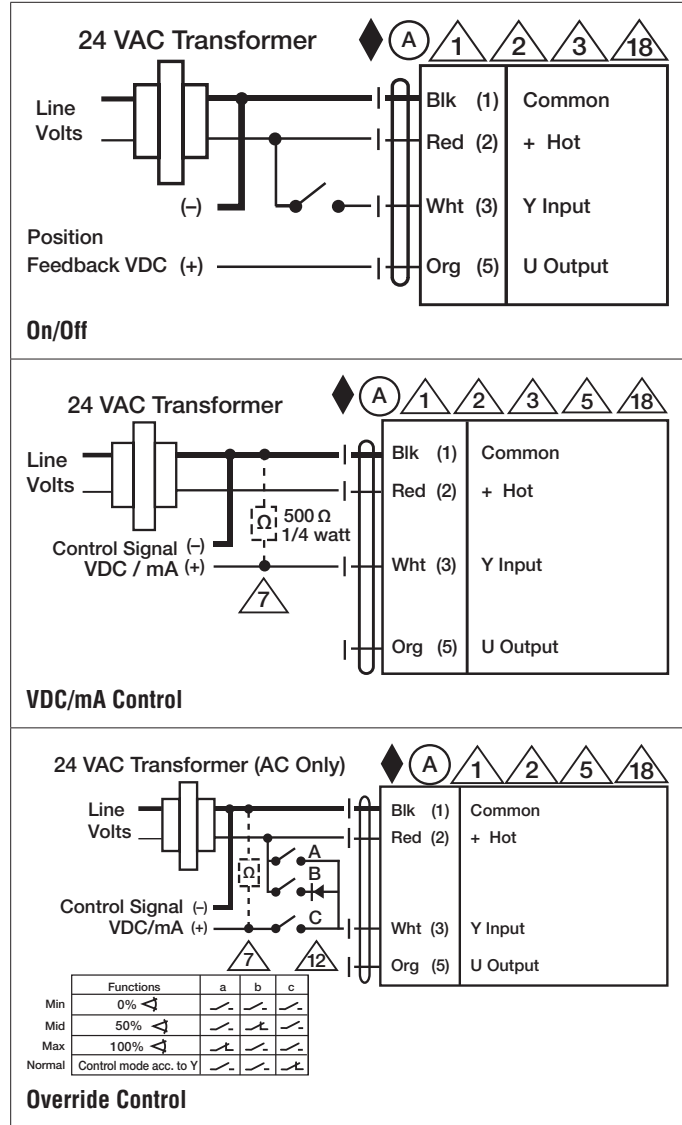 24 VAC Transformer
A 1 2 3 18
Line
Volts
Blk (1) Common
Red (2) + Hot
(–)
Wht (3) Y Input
Position
Feedback VDC (+)
Org (5) U Output
On/Off
24 VAC Transformer
A 1 2 3 5 18
Line
Volts
Blk (1) Common
Red (2) + Hot
Ω 500 Ω
1/4 watt
Control Signal (–)
VDC / mA (+)
Wht (3) Y Input
7
Org (5) U Output
VDC/mA Control
24 VAC Transformer (AC Only)
A 1 2 5 18
Line
Volts
Blk (1) Common
Red (2) + Hot
A
Ω
B
Control Signal (–)
VDC/mA (+)
C
Wht (3) Y Input
7 12
Org (5) U Output
Functions a b c
Min 0%
Mid 50%
Max 100%
Normal Control mode acc. to Y
Override Control